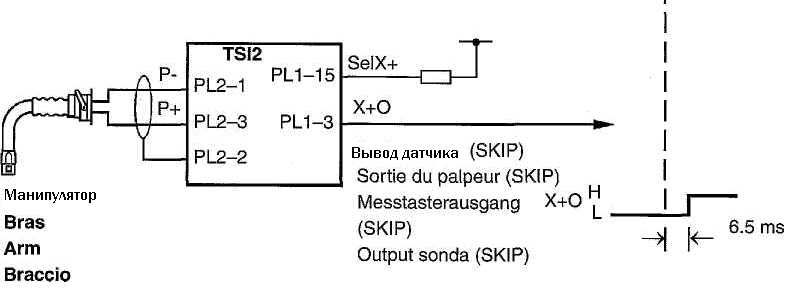 TSI2
P-
PL2-1
PL1-15
SelX+
P+
PL2-3
PL1-3
X+O
PL2-2
Манипулятор
Bras
Arm
Braccio
Вывод датчика (SKIP)
Sortie du palpeur (SKIP)
Messtasterausgang
(SKIP)
Output sonda (SKIP)
X+O
H
L
6.5 ms